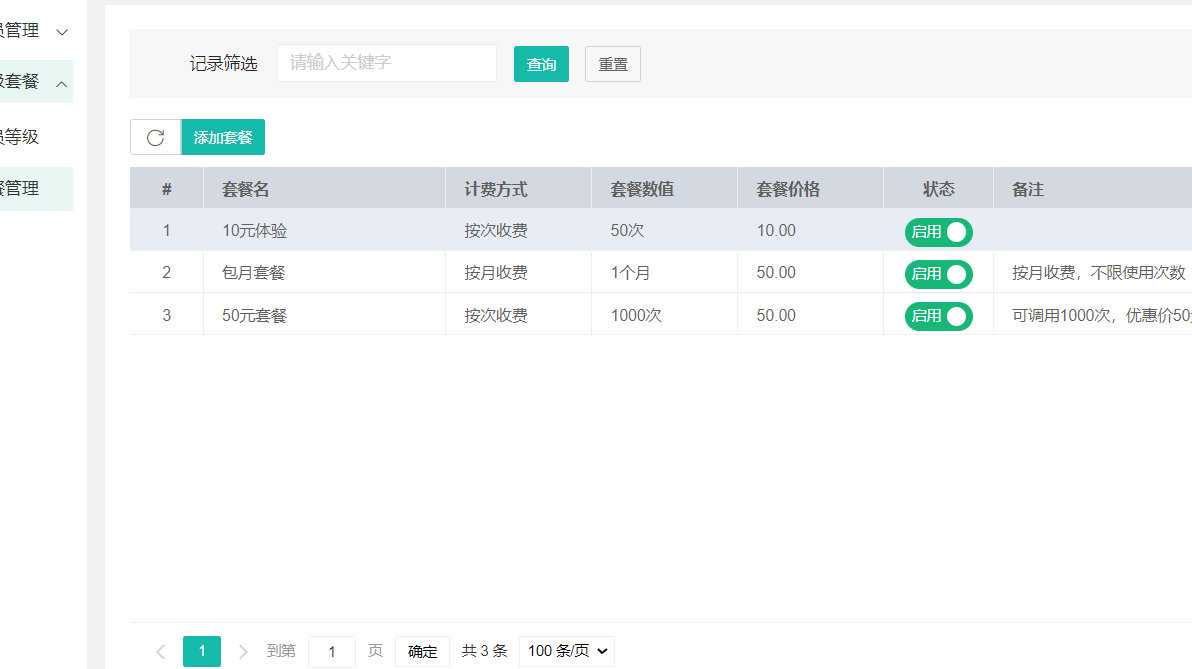 员管理
级套餐
员等级
餐管理
记录筛选 请输入关键字 查询 重置
添加套餐
# 套餐名 计费方式 套餐数值 套餐价格 状态 备注
1 10元体验 按次收费 50次 10.00 启用
2 包月套餐 按月收费 1个月 50.00 启用 按月收费，不限使用次数
3 50元套餐 按次收费 1000次 50.00 启用 可调用1000次，优惠价50
1 到第 1 页 确定 共 3 条 100 条/页